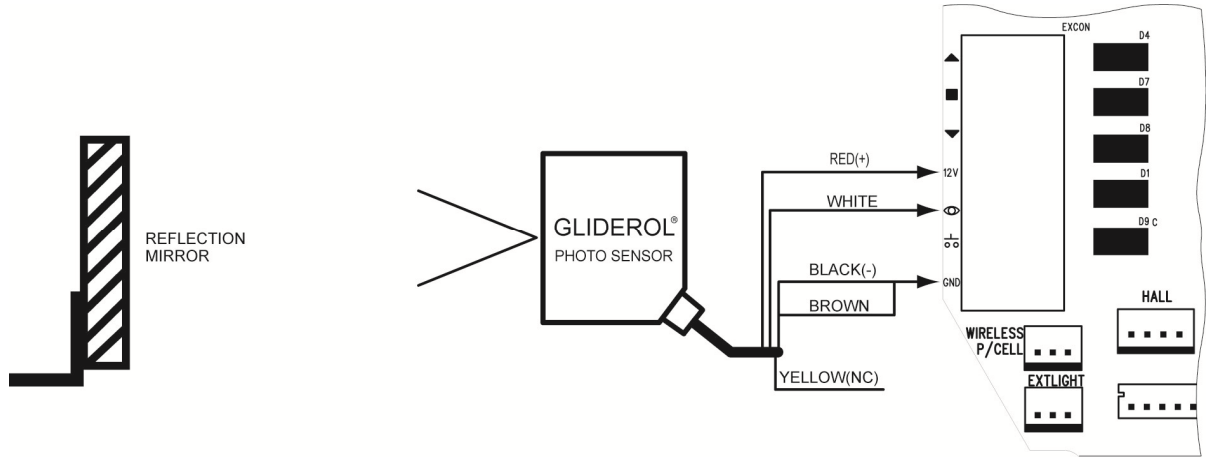 REFLECTION
MIRROR
GLIDEROL®
PHOTO SENSOR
RED(+)
WHITE
BLACK(-)
BROWN
YELLOW(NC)
EXCON
12V
GND
D4
D7
D8
D1
D9 C
HALL
WIRELESS
P/CELL
EXTLIGHT